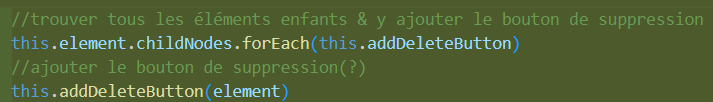 //trouver tous les éléments enfants & y ajouter le bouton de suppression
this.element.childNodes.forEach(this.addDeleteButton)
//ajouter le bouton de suppression(?)
this.addDeleteButton(element)